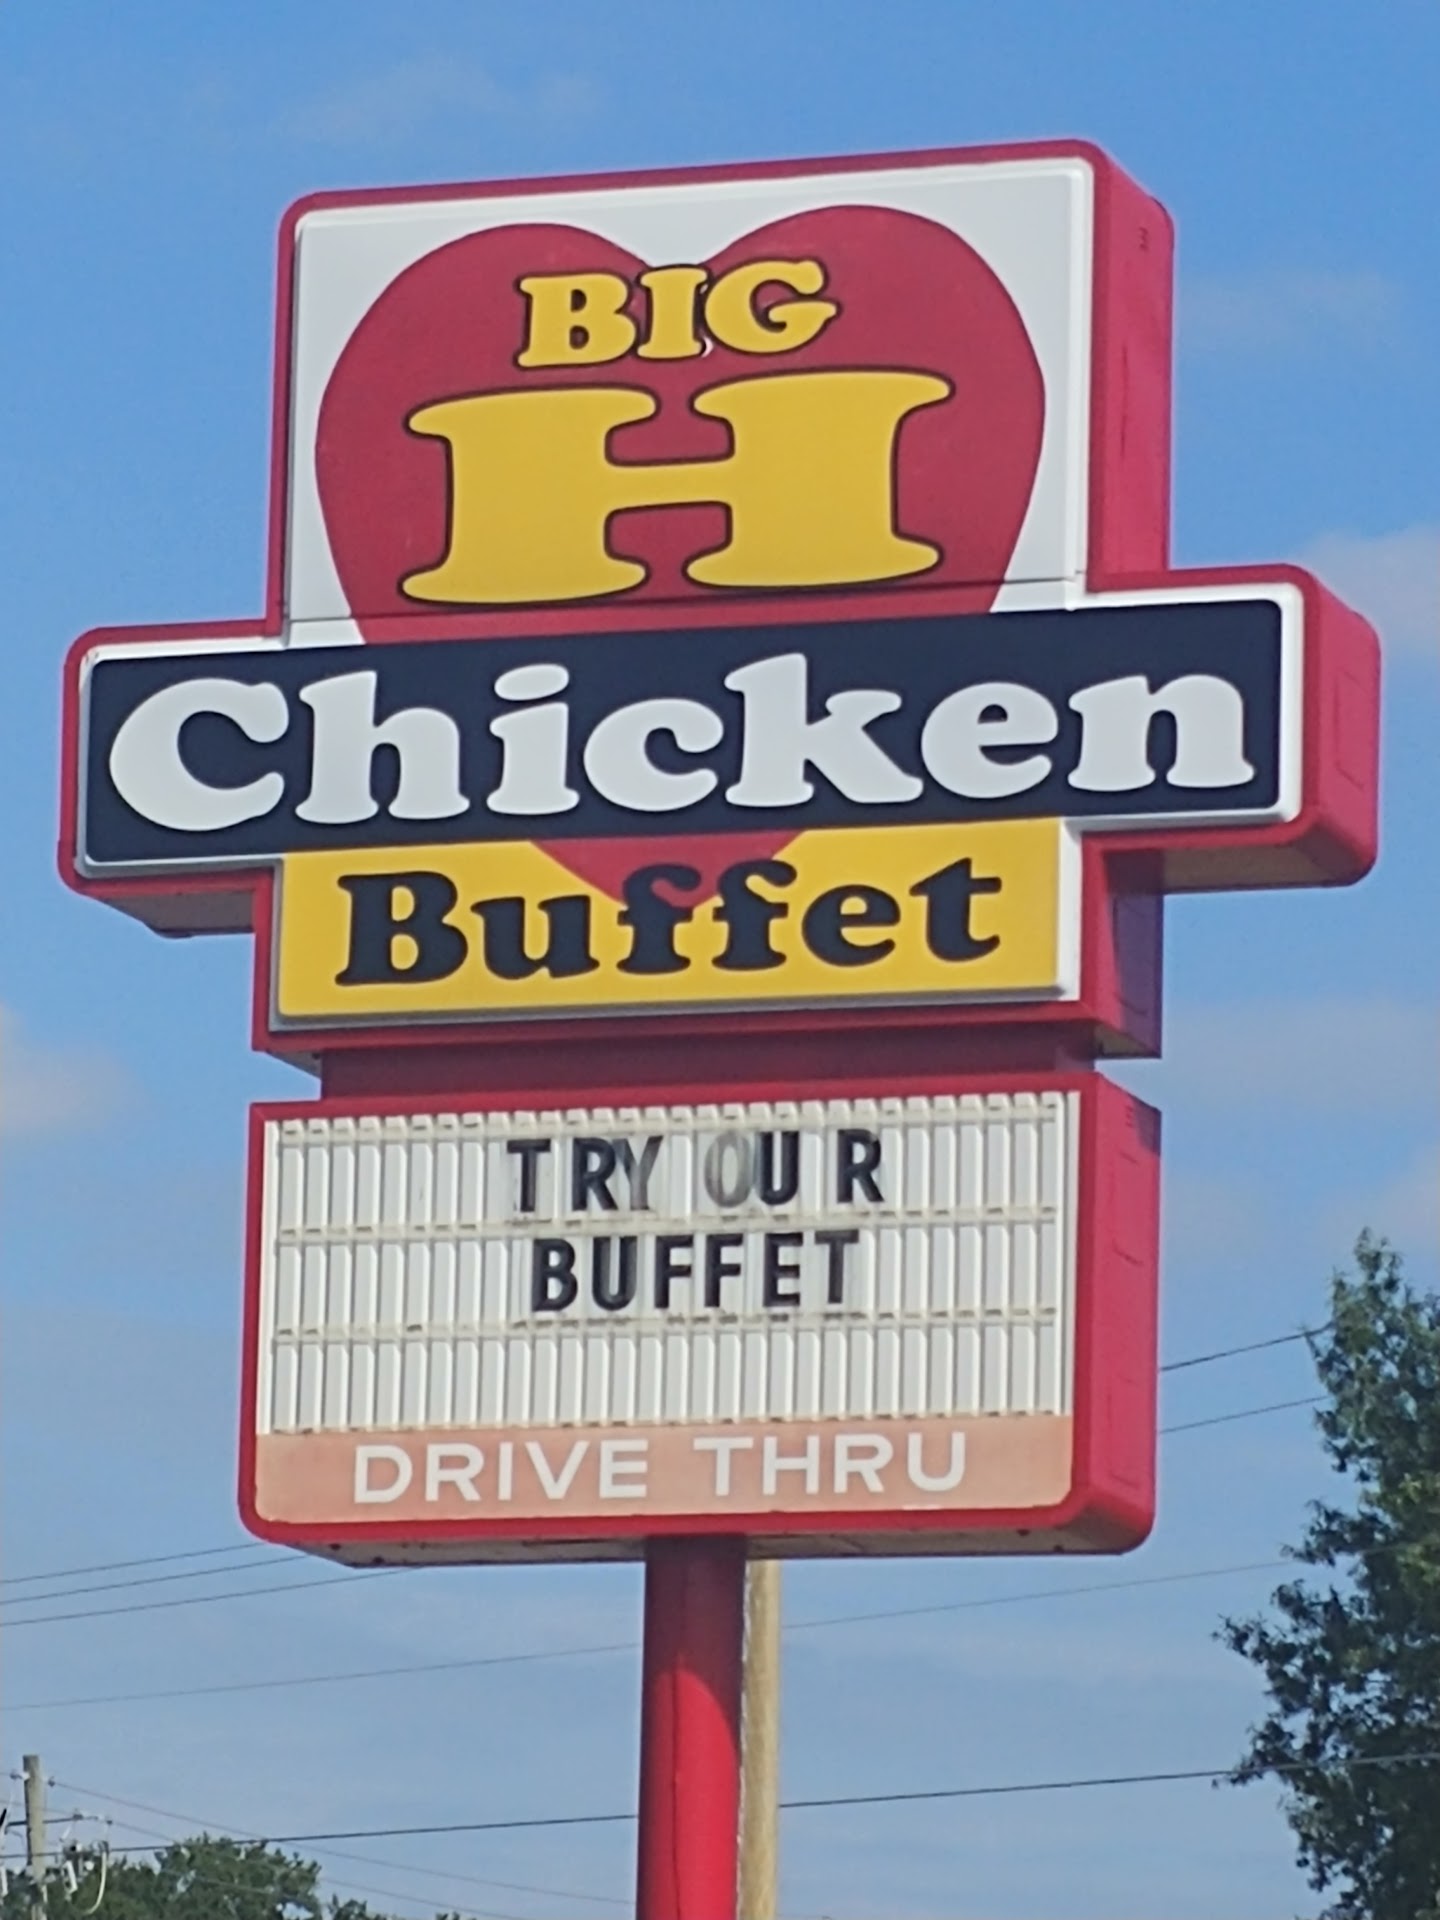 BIG
H
Chicken
Buffet
TRY OUR
BUFFET
DRIVE THRU